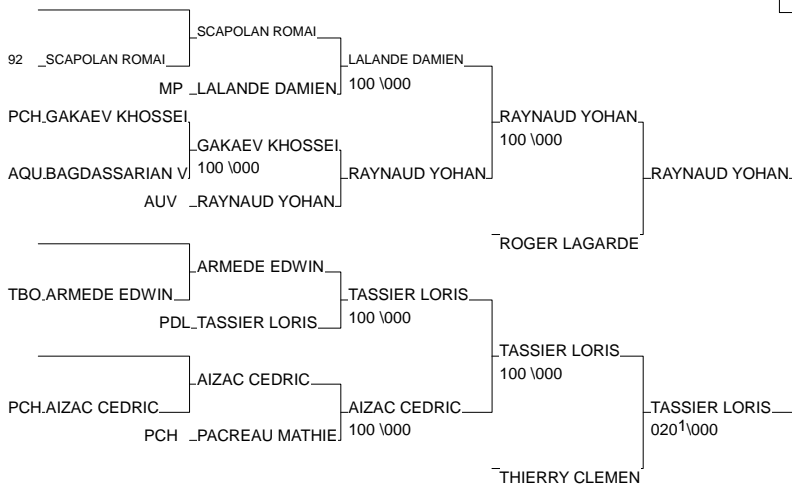 SCAPOLAN ROMAI
92 SCAPOLAN ROMAI LALANDE DAMIEN
MP LALANDE DAMIEN 100 \000
PCH GAKAEV KHOSSEI RAYNAUD YOHAN
GAKAEV KHOSSEI 100 \000
100 \000
AQU BAGDASSARIAN V RAYNAUD YOHAN RAYNAUD YOHAN
AUV RAYNAUD YOHAN
ROGER LAGARDE
ARMEDE EDWIN
TBO ARMEDE EDWIN TASSIER LORIS
PDL TASSIER LORIS 100 \000
TASSIER LORIS
AIZAC CEDRIC 100 \000
PCH AIZAC CEDRIC AIZAC CEDRIC TASSIER LORIS
PCH PACREAU MATHIE 100 \000 020¹\000
THIERRY CLEMEN